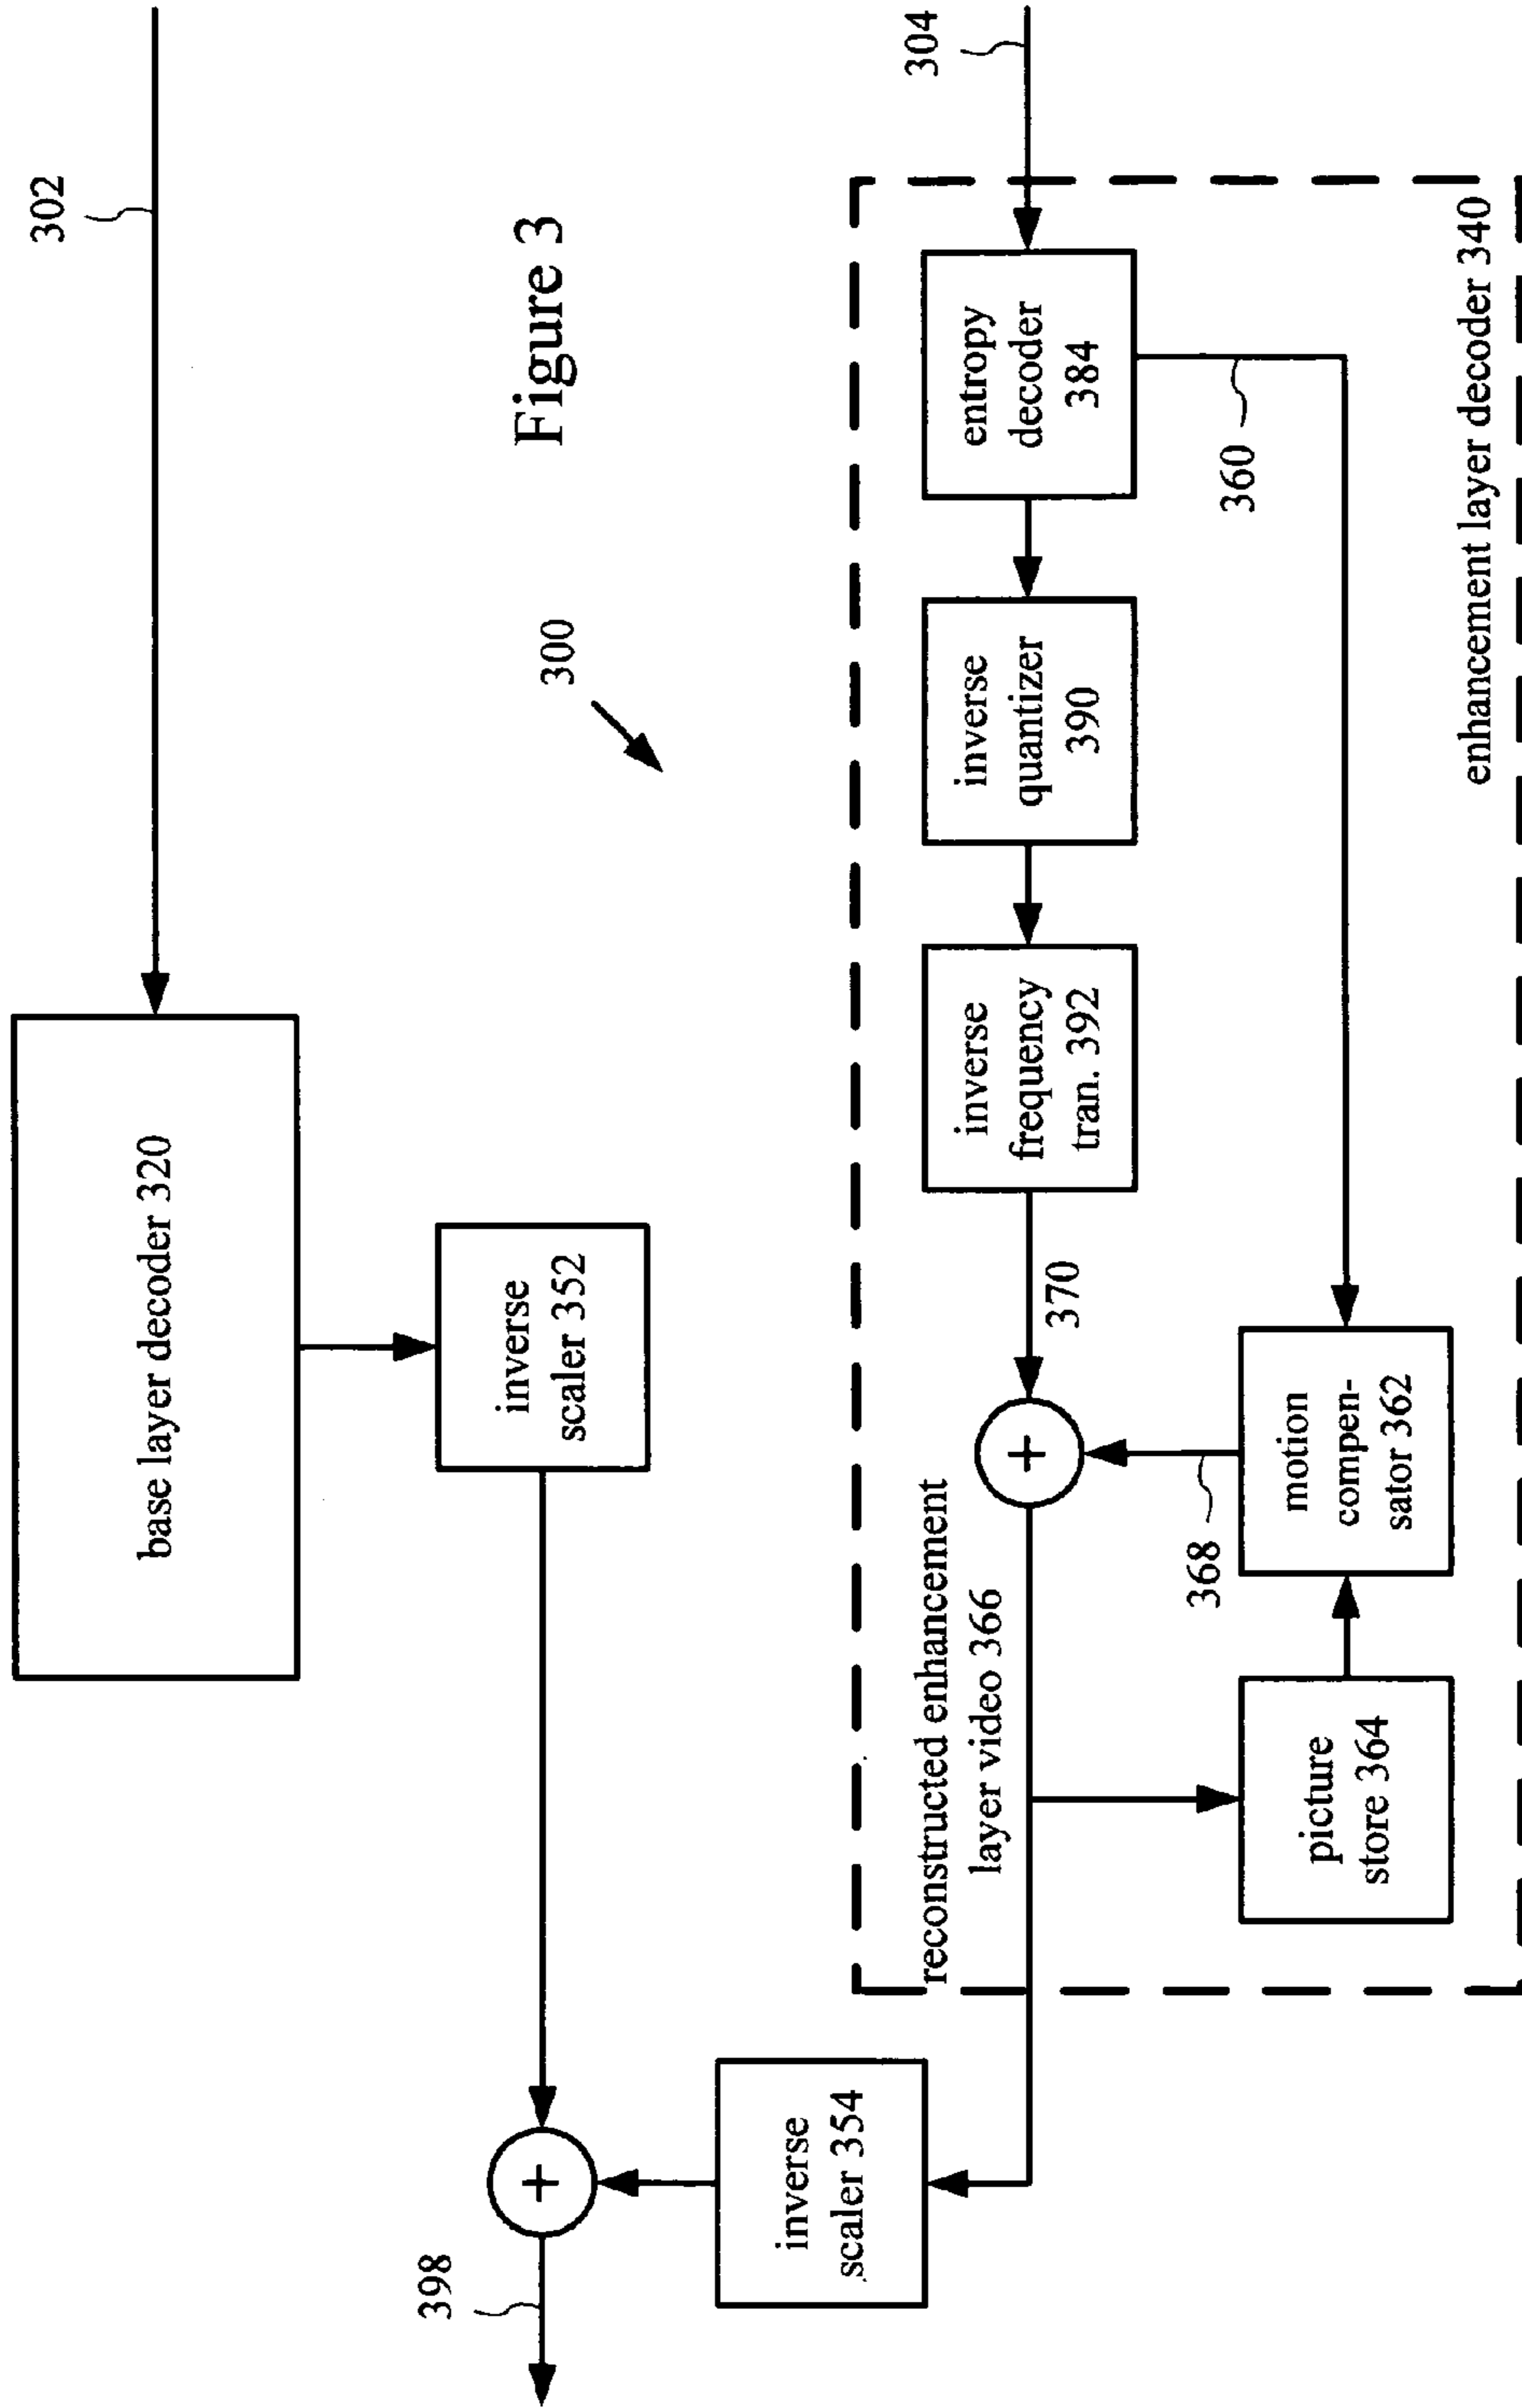 302
base layer decoder 320
398
inverse
scaler 352
Figure 3
300
inverse
scaler 354
304
reconstructed enhancement
layer video 366
370
inverse
frequency
tran. 392
inverse
quantizer
390
entropy
decoder
384
368
360
picture
store 364
motion
compen-
sator 362
enhancement layer decoder 340